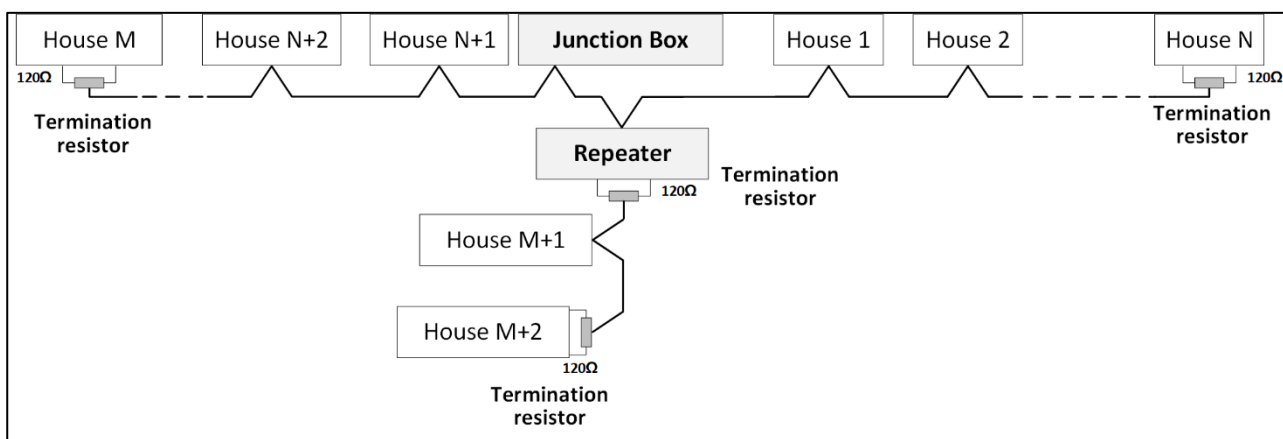 House M
House N+2
House N+1
Junction Box
House 1
House 2
House N
120Ω
120Ω
Termination
resistor
Termination
resistor
Repeater
120Ω
Termination
resistor
House M+1
House M+2
120Ω
Termination
resistor